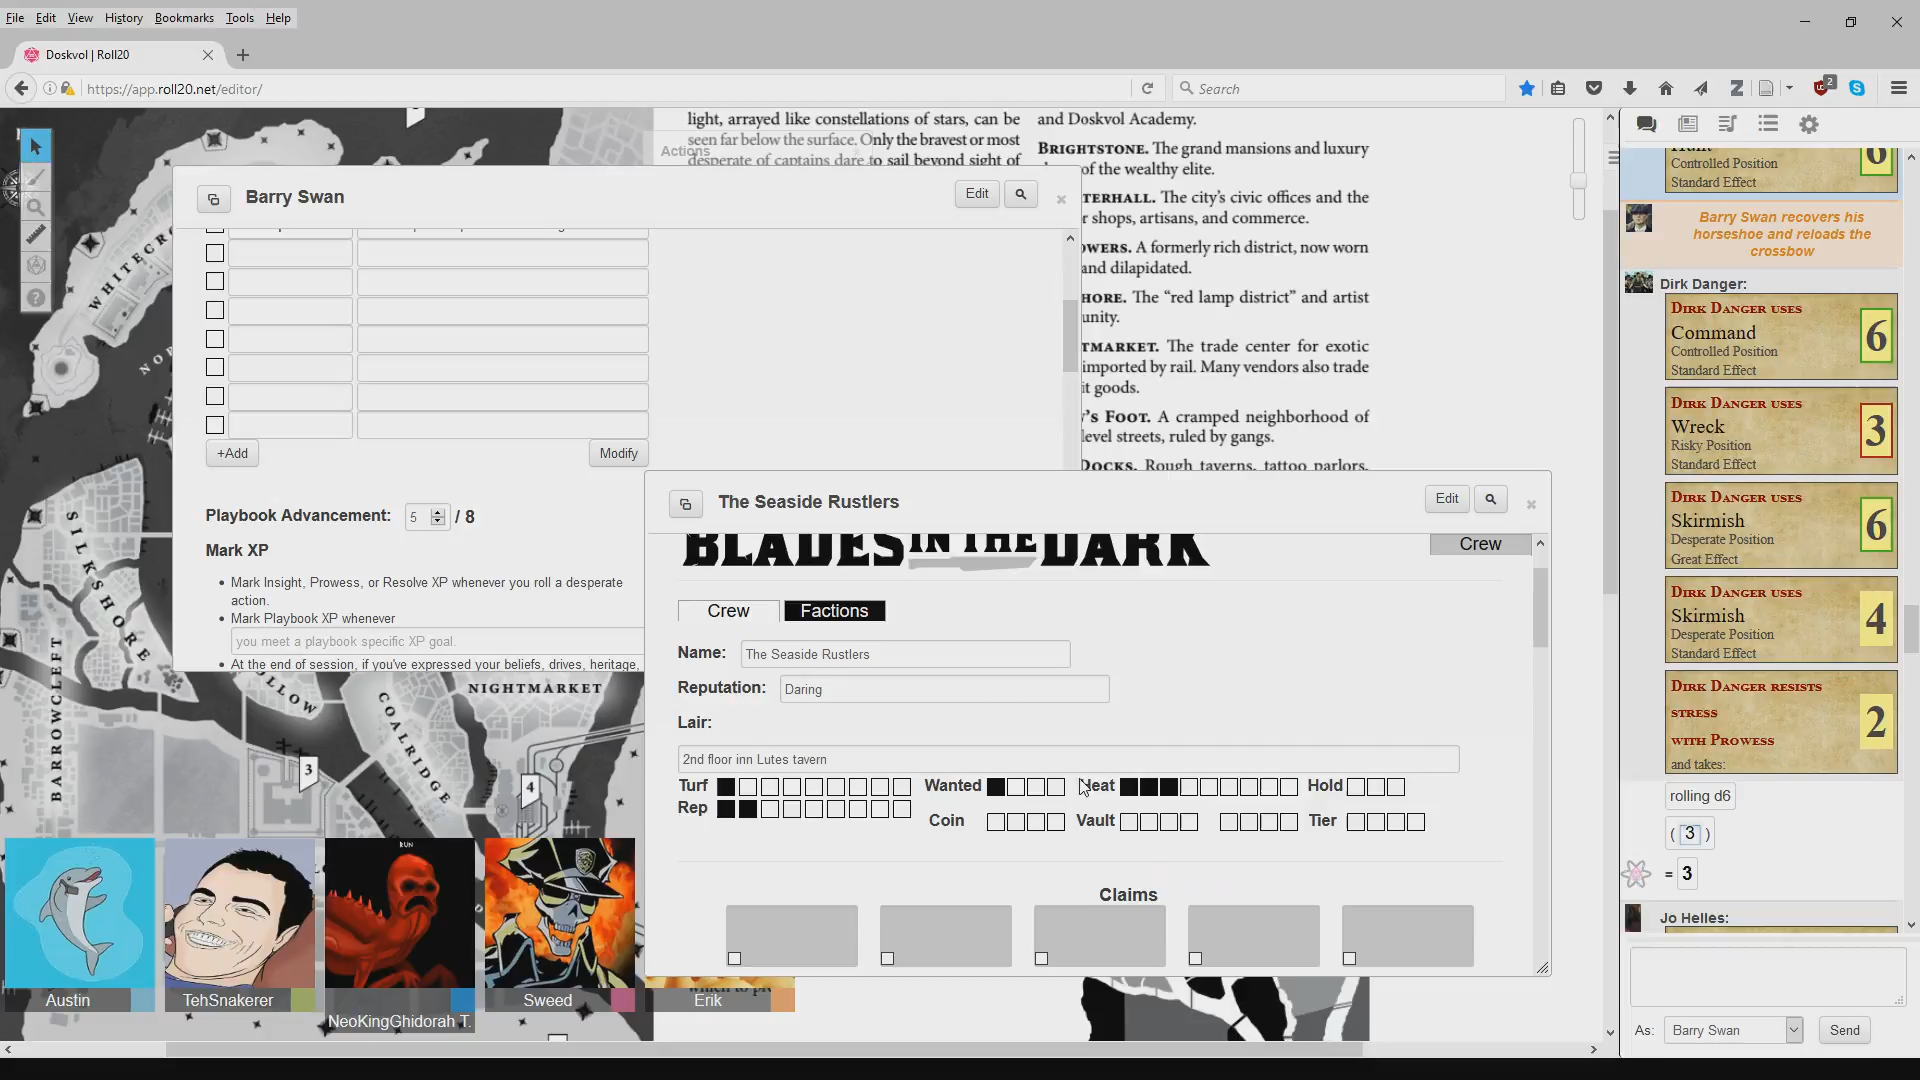 File Edit View History Bookmarks Tools Help
Doskvol | Roll20
https://app.roll20.net/editor/
Search
2
WHITECR
NOR
SILKSHORE
BARROWCLEFT
OLLOW
COALRIDGE
NIGHTMARKET
3
4
light, arrayed like constellations of stars, can be
seen far below the surface. Only the bravest or most
desperate of captains dare to sail beyond sight of
Actions
and Doskvol Academy.
BRIGHTSTONE. The grand mansions and luxury
of the wealthy elite.
TERHALL. The city's civic offices and the
r shops, artisans, and commerce.
OWERS. A formerly rich district, now worn
and dilapidated.
HORE. The “red lamp district” and artist
unity.
TMARKET. The trade center for exotic
imported by rail. Many vendors also trade
it goods.
'S FOOT. A cramped neighborhood of
level streets, ruled by gangs.
DOCKS. Rough taverns, tattoo parlors,
Barry Swan
Edit
+Add
Modify
Playbook Advancement: 5 / 8
Mark XP
• Mark Insight, Prowess, or Resolve XP whenever you roll a desperate
action.
• Mark Playbook XP whenever
you meet a playbook specific XP goal.
• At the end of session, if you've expressed your beliefs, drives, heritage,
The Seaside Rustlers
Edit
BLADES IN THE DARK
Crew
Crew Factions
Name: The Seaside Rustlers
Reputation: Daring
Lair:
2nd floor inn Lutes tavern
Turf Wanted Heat Hold
Rep
Coin Vault Tier
Claims
RUN
Austin
TehSnakerer
NeoKingGhidorah T.
Sweed
Erik
Hunt
Controlled Position
Standard Effect
6
Barry Swan recovers his
horseshoe and reloads the
crossbow
Dirk Danger:
DIRK DANGER USES
Command
Controlled Position
Standard Effect
6
DIRK DANGER USES
Wreck
Risky Position
Standard Effect
3
DIRK DANGER USES
Skirmish
Desperate Position
Great Effect
6
DIRK DANGER USES
Skirmish
Desperate Position
Standard Effect
4
DIRK DANGER RESISTS
STRESS
WITH PROWESS
and takes:
2
rolling d6
( 3 )
= 3
Jo Helles:
As: Barry Swan
Send